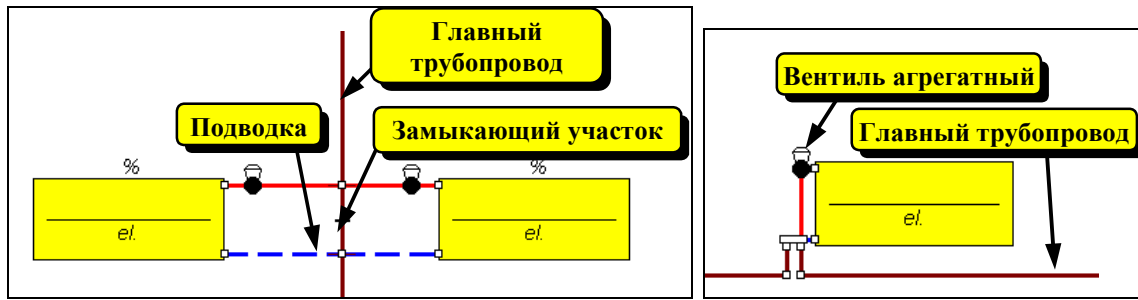 Главный
трубопровод
Подводка
Замыкающий участок
%
%
el.
el.
Вентиль агрегатный
Главный трубопровод
el.